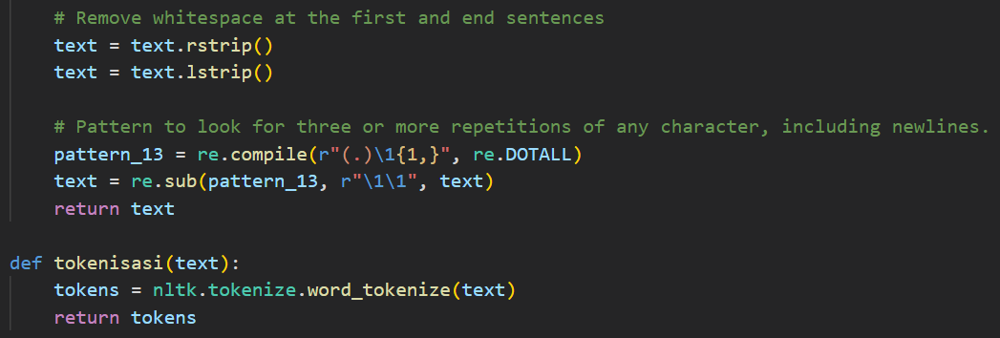 # Remove whitespace at the first and end sentences
text = text.rstrip()
text = text.lstrip()
# Pattern to look for three or more repetitions of any character, including newlines.
pattern_13 = re.compile(r"(.)\1{1,}", re.DOTALL)
text = re.sub(pattern_13, r"\1\1", text)
return text
def tokenisasi(text):
tokens = nltk.tokenize.word_tokenize(text)
return tokens